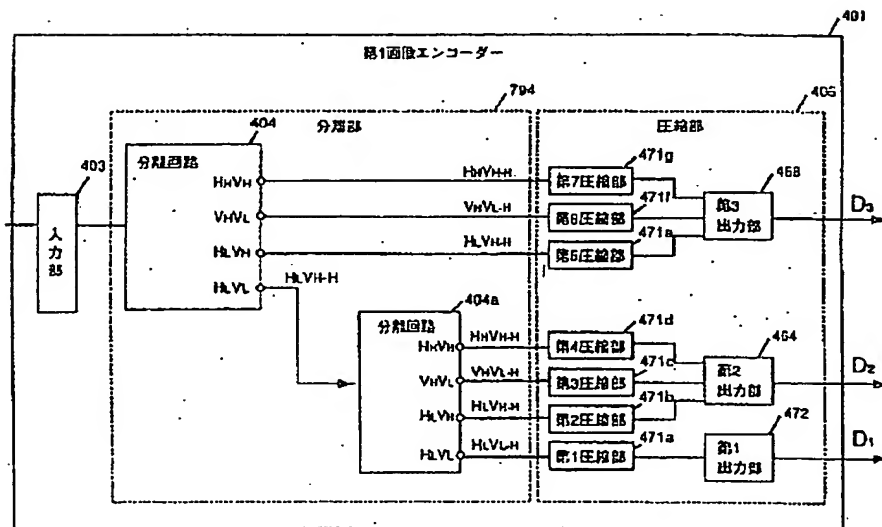 401
第1画像エンコーダー
794
405
分離部
圧縮部
404
403
分離回路
入力部
HHVH
VHVL
HLVH
HLVL
HHVH-H
VHVL-H
HLVH-H
HLVH-H
471g
第7圧縮部
471f
第6圧縮部
471a
第5圧縮部
468
第3
出力部
D3
404a
分離回路
HHVH
VHVL
HLVH
HLVL
HHVH-H
VHVL-H
HLVH-H
HLVL-H
471d
第4圧縮部
471c
第3圧縮部
471b
第2圧縮部
471a
第1圧縮部
464
第2
出力部
D2
472
第1
出力部
D1